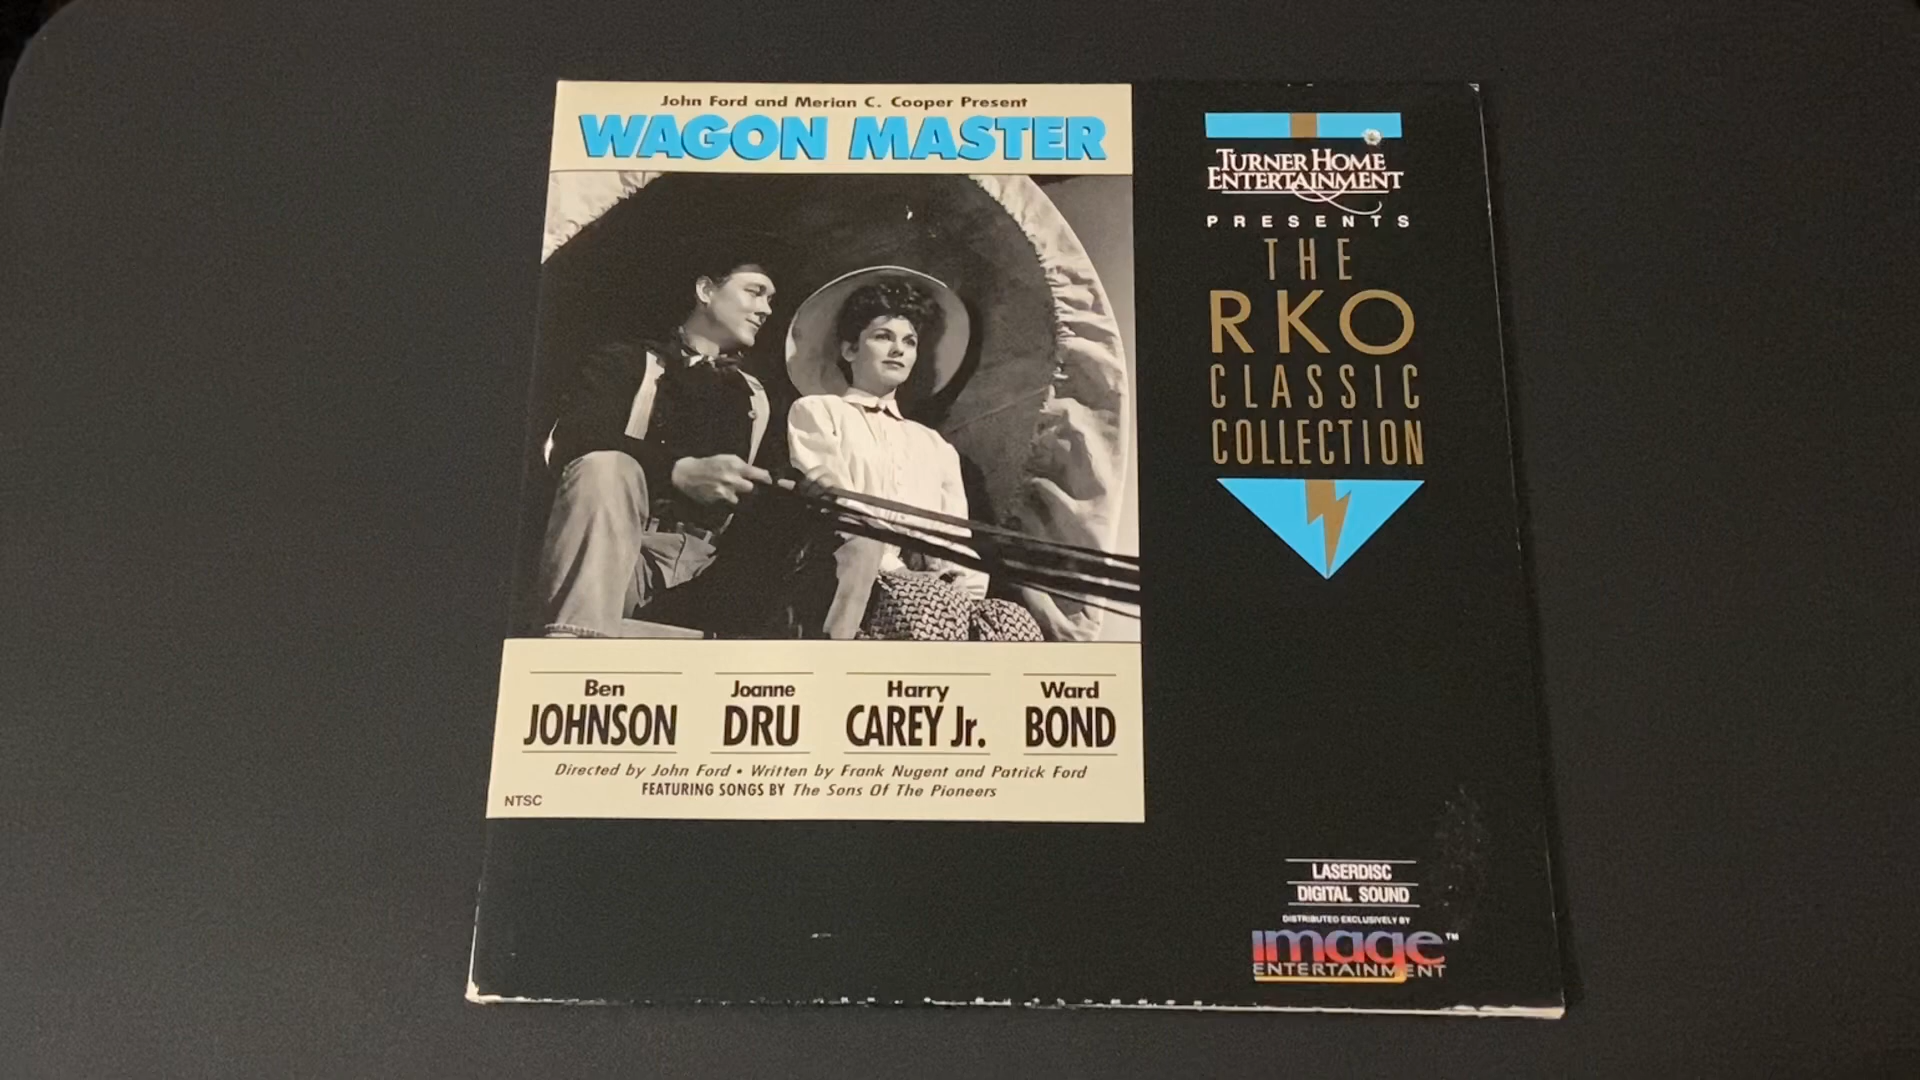 John Ford and Merian C. Cooper Present
WAGON MASTER
Ben
JOHNSON
Joanne
DRU
Harry
CAREY Jr.
Ward
BOND
Directed by John Ford • Written by Frank Nugent and Patrick Ford
FEATURING SONGS BY The Sons Of The Pioneers
NTSC
TURNER HOME
ENTERTAINMENT
PRESENTS
THE
RKO
CLASSIC
COLLECTION
LASERDISC
DIGITAL SOUND
DISTRIBUTED EXCLUSIVELY BY
image™
ENTERTAINMENT